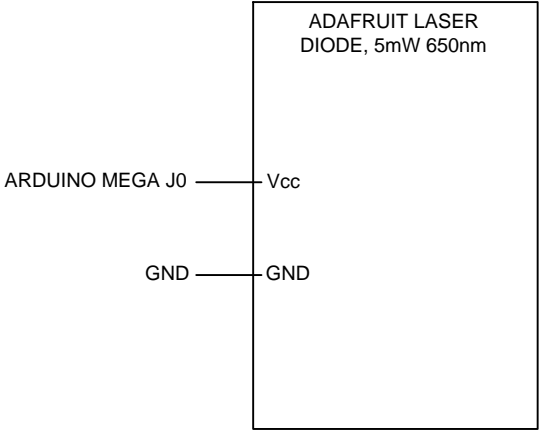 ADAFRUIT LASER
DIODE, 5mW 650nm
ARDUINO MEGA J0
Vcc
GND
GND